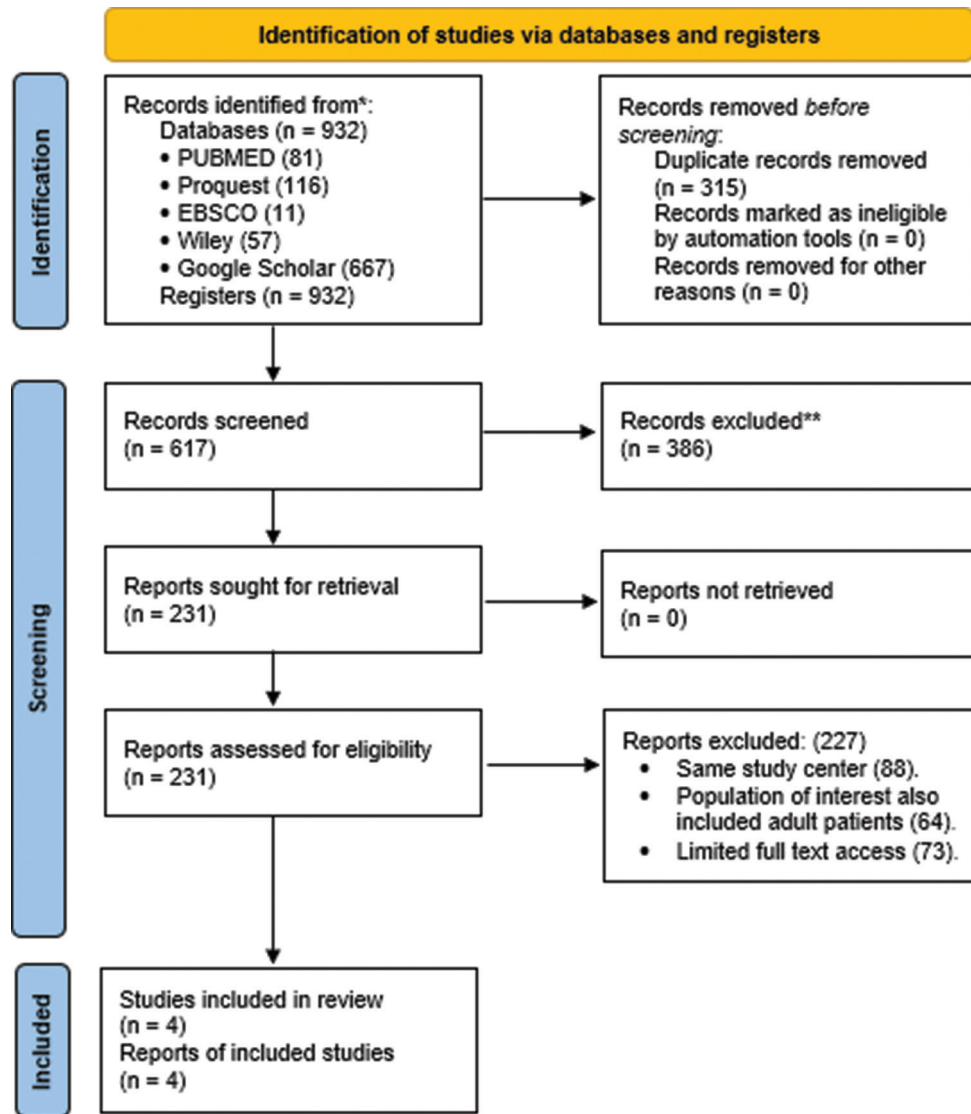 Identification of studies via databases and registers
Identification
Records identified from*:
Databases (n = 932)
• PUBMED (81)
• Proquest (116)
• EBSCO (11)
• Wiley (57)
• Google Scholar (667)
Registers (n = 932)
Records removed before
screening:
Duplicate records removed
(n = 315)
Records marked as ineligible
by automation tools (n = 0)
Records removed for other
reasons (n = 0)
Screening
Records screened
(n = 617)
Records excluded**
(n = 386)
Reports sought for retrieval
(n = 231)
Reports not retrieved
(n = 0)
Reports assessed for eligibility
(n = 231)
Reports excluded: (227)
• Same study center (88).
• Population of interest also
included adult patients (64).
• Limited full text access (73).
Included
Studies included in review
(n = 4)
Reports of included studies
(n = 4)